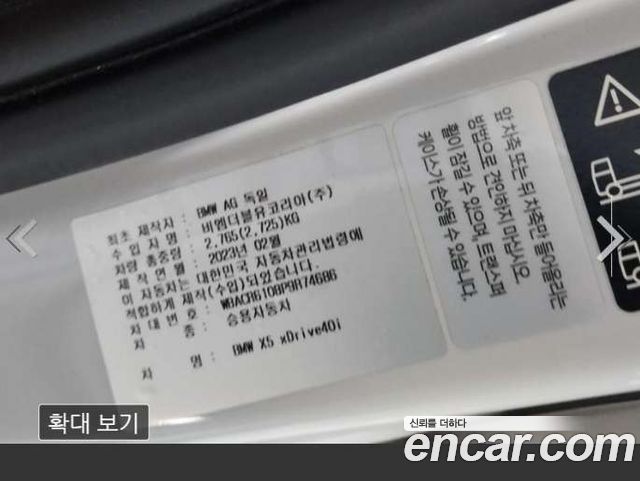 최초 제작자 : BMW AG 독일
수 입 자 명 : 비엠더블유코리아(주)
차량 총중량 : 2,765(2,725)KG
제 작 연 월 : 2023년 02월
이 자동차는 대한민국 자동차관리법령에
적합하게 제작(수입)되었습니다.
차 대 번 호 : WBACR6108P9R74686
차 종 : 승용자동차
차 명 : BMW X5 xDrive40i
앞 차축 또는 뒤 차축만 들어올리는
방법으로 견인하지 마십시오.
휠이 잠길 수 있으며, 트랜스퍼
케이스가 손상될 수 있습니다.
확대 보기
신뢰를 더하다
encar.com